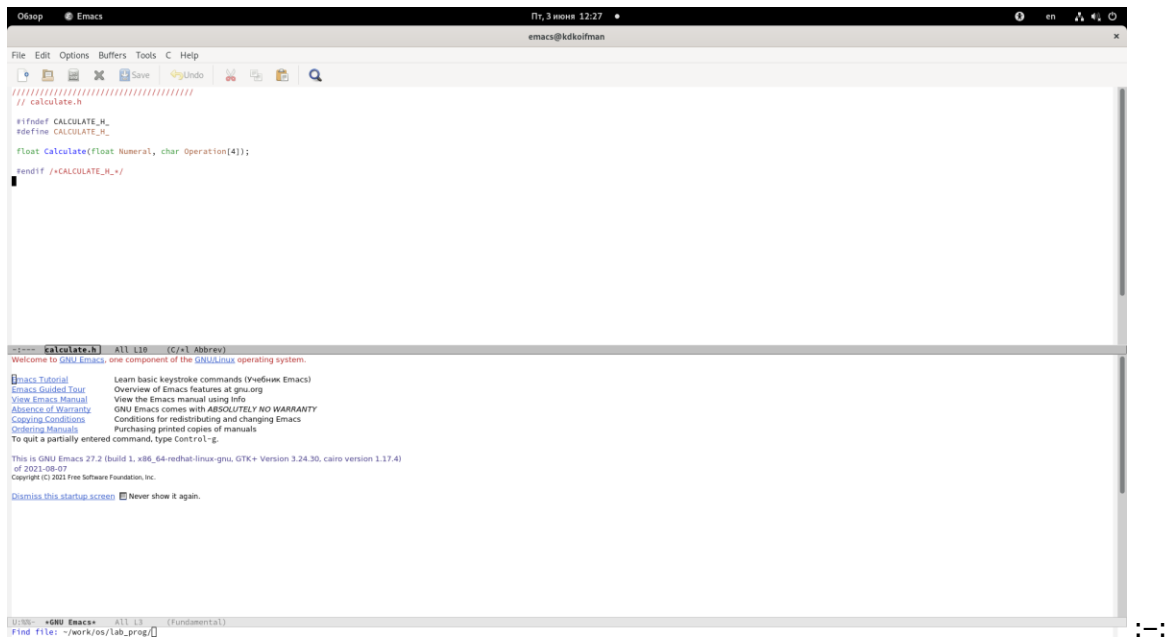 Обзор Emacs Пт, 3 июня 12:27 en
emacs@kdkoifman
File Edit Options Buffers Tools C Help
Save Undo
///////////////////////////////////////
// calculate.h
#ifndef CALCULATE_H_
#define CALCULATE_H_
float Calculate(float Numeral, char Operation[4]);
#endif /*CALCULATE_H_*/
-:--- calculate.h All L10 (C/*l Abbrev)
Welcome to GNU Emacs, one component of the GNU/Linux operating system.
Emacs Tutorial Learn basic keystroke commands (Учебник Emacs)
Emacs Guided Tour Overview of Emacs features at gnu.org
View Emacs Manual View the Emacs manual using Info
Absence of Warranty GNU Emacs comes with ABSOLUTELY NO WARRANTY
Copying Conditions Conditions for redistributing and changing Emacs
Ordering Manuals Purchasing printed copies of manuals
To quit a partially entered command, type Control-g.
This is GNU Emacs 27.2 (build 1, x86_64-redhat-linux-gnu, GTK+ Version 3.24.30, cairo version 1.17.4)
of 2021-08-07
Copyright (C) 2021 Free Software Foundation, Inc.
Dismiss this startup screen Never show it again.
U:%%- *GNU Emacs* All L3 (Fundamental)
Find file: ~/work/os/lab_prog/
:-: